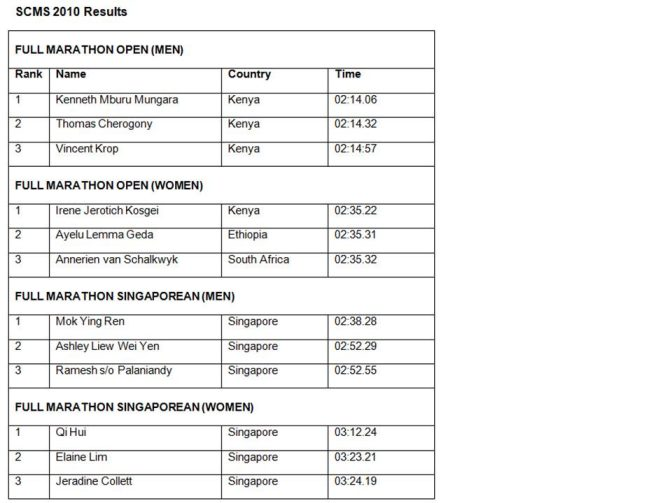 SCMS 2010 Results
FULL MARATHON OPEN (MEN)
Rank Name Country Time
1 Kenneth Mburu Mungara Kenya 02:14.06
2 Thomas Cherogony Kenya 02:14.32
3 Vincent Krop Kenya 02:14:57
FULL MARATHON OPEN (WOMEN)
1 Irene Jerotich Kosgei Kenya 02:35.22
2 Ayelu Lemma Geda Ethiopia 02:35.31
3 Annerien van Schalkwyk South Africa 02:35.32
FULL MARATHON SINGAPOREAN (MEN)
1 Mok Ying Ren Singapore 02:38.28
2 Ashley Liew Wei Yen Singapore 02:52.29
3 Ramesh s/o Palaniandy Singapore 02:52.55
FULL MARATHON SINGAPOREAN (WOMEN)
1 Qi Hui Singapore 03:12.24
2 Elaine Lim Singapore 03:23.21
3 Jeradine Collett Singapore 03:24.19